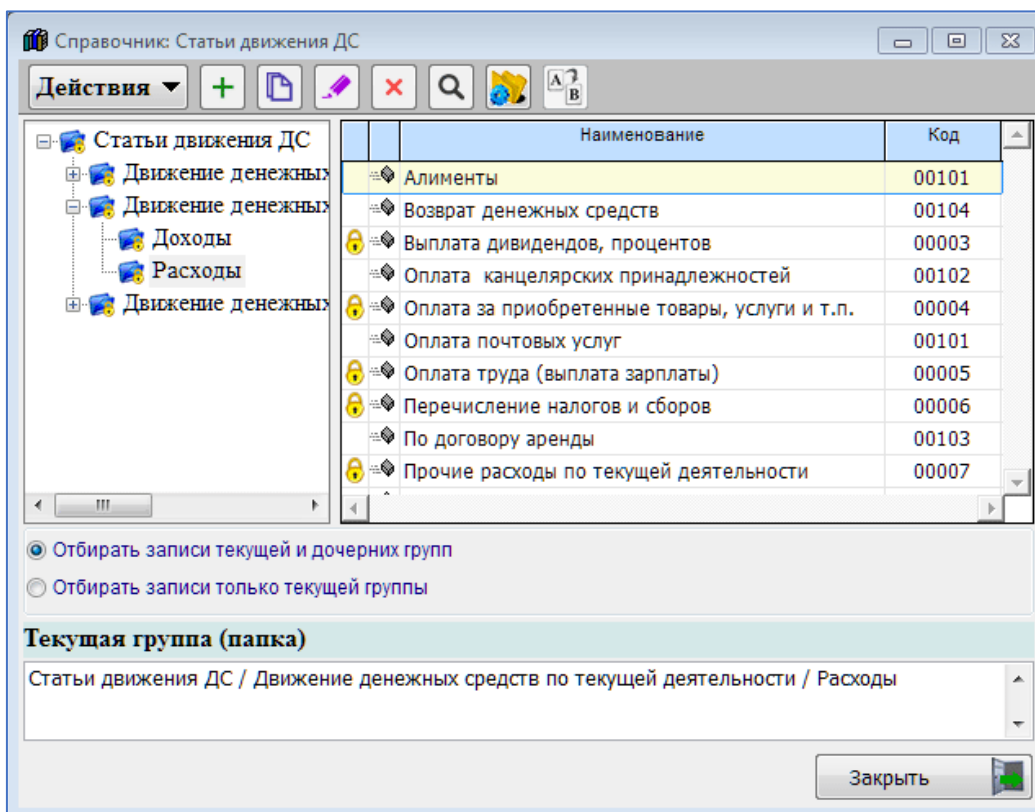 Справочник: Статьи движения ДС
Действия
Статьи движения ДС
Движение денежных
Движение денежных
Доходы
Расходы
Движение денежных
Наименование Код
Алименты 00101
Возврат денежных средств 00104
Выплата дивидендов, процентов 00003
Оплата канцелярских принадлежностей 00102
Оплата за приобретенные товары, услуги и т.п. 00004
Оплата почтовых услуг 00101
Оплата труда (выплата зарплаты) 00005
Перечисление налогов и сборов 00006
По договору аренды 00103
Прочие расходы по текущей деятельности 00007
Отбирать записи текущей и дочерних групп
Отбирать записи только текущей группы
Текущая группа (папка)
Статьи движения ДС / Движение денежных средств по текущей деятельности / Расходы
Закрыть